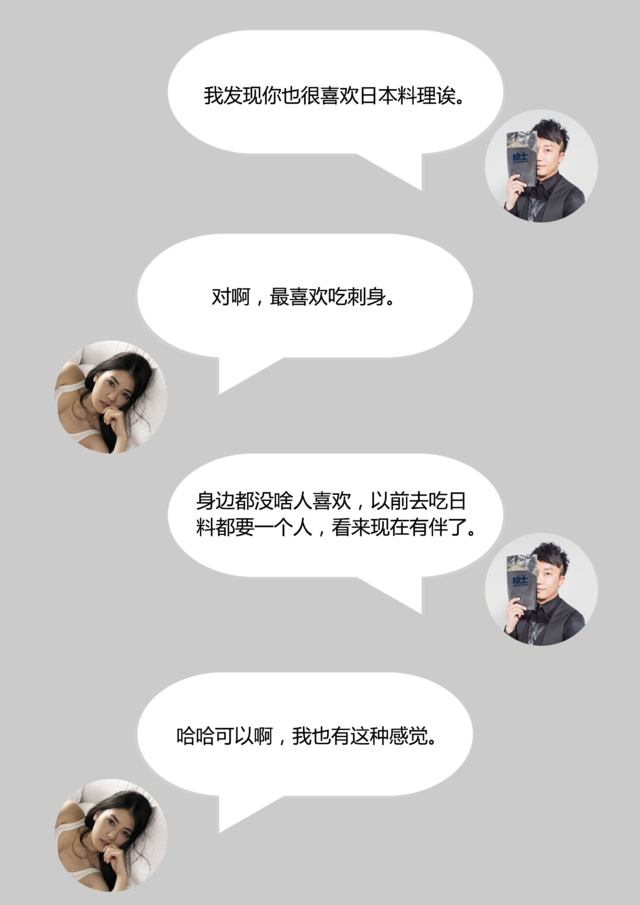 我发现你也很喜欢日本料理诶。
对啊，最喜欢吃刺身。
身边都没啥人喜欢，以前去吃日
料都要一个人，看来现在有伴了。
哈哈可以啊，我也有这种感觉。